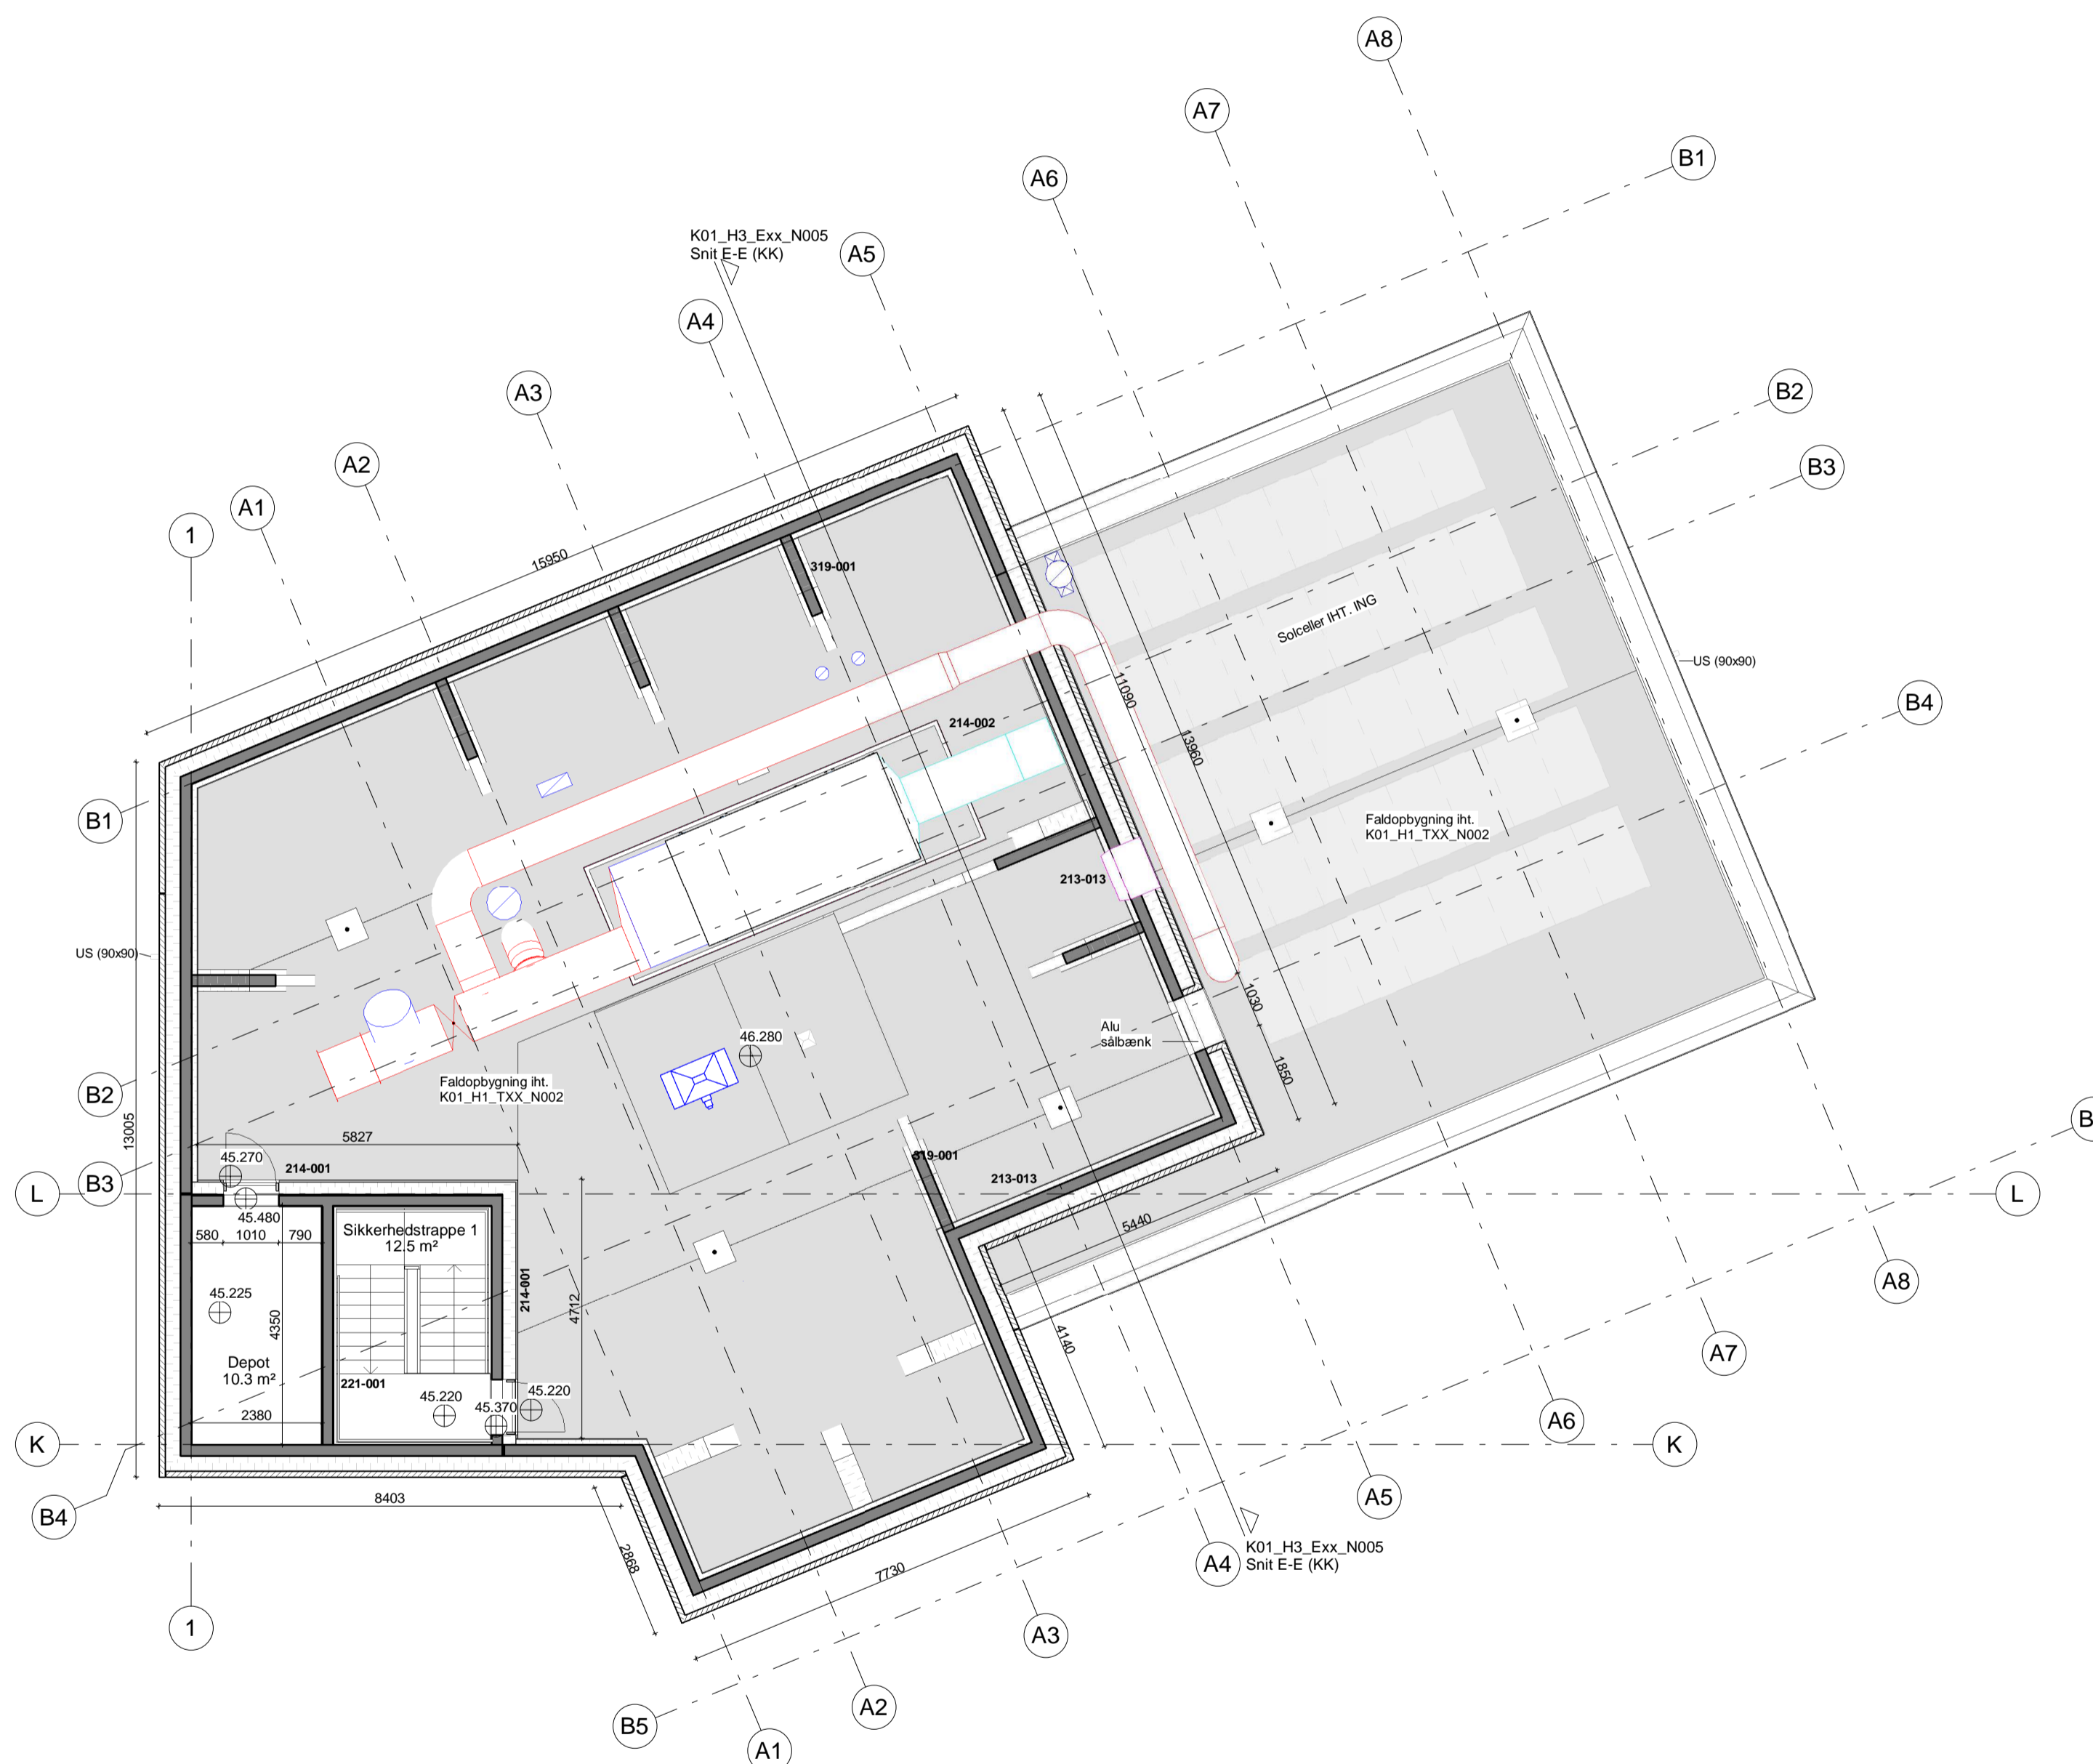 A8
A7
B1
A6
K01_H3_Exx_N005
Snit E-E (KK)
A5
A4
A3
B2
A2
B3
A1
1
15950
319-001
Solceller IHT. ING
US (90x90)
11090
B4
214-002
13960
Faldopbygning iht.
K01_H1_TXX_N002
B1
213-013
US (90x90)
1030
Alu
sålbænk
46.280
1850
B2
Faldopbygning iht.
K01_H1_TXX_N002
13005
B
5827
45.270
214-001
319-001
213-013
B3
L
L
45.480
580
1010
790
Sikkerhedstrappe 1
12.5 m²
5440
A8
45.225
4350
214-001
4712
4140
A7
Depot
10.3 m²
221-001
45.220
45.220
45.370
2380
A6
K
K
8403
A5
B4
2868
7730
K01_H3_Exx_N005
Snit E-E (KK)
A4
1
A3
A2
B5
A1